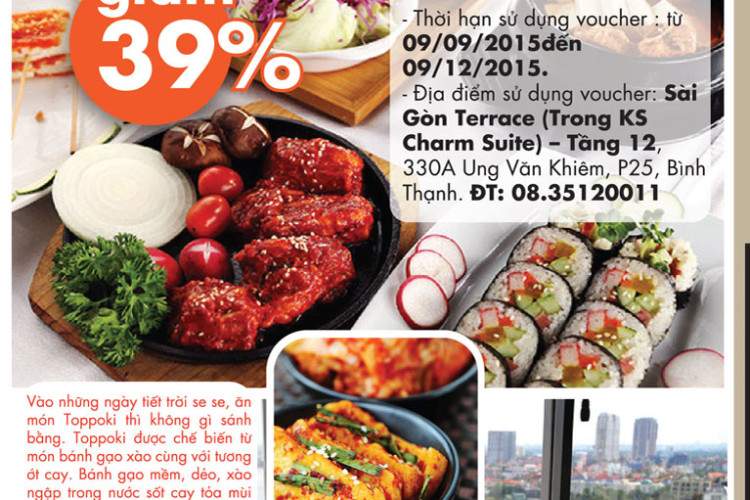 giảm
39%
- Thời hạn sử dụng voucher : từ
09/09/2015đến
09/12/2015.
- Địa điểm sử dụng voucher: Sài
Gòn Terrace (Trong KS
Charm Suite) – Tầng 12,
330A Ung Văn Khiêm, P25, Bình
Thạnh. ĐT: 08.35120011
Vào những ngày tiết trời se se, ăn
món Toppoki thì không gì sánh
bằng. Toppoki được chế biến từ
món bánh gạo xào cùng với tương
ớt cay. Bánh gạo mềm, dẻo, xào
ngập trong nước sốt cay tỏa mùi